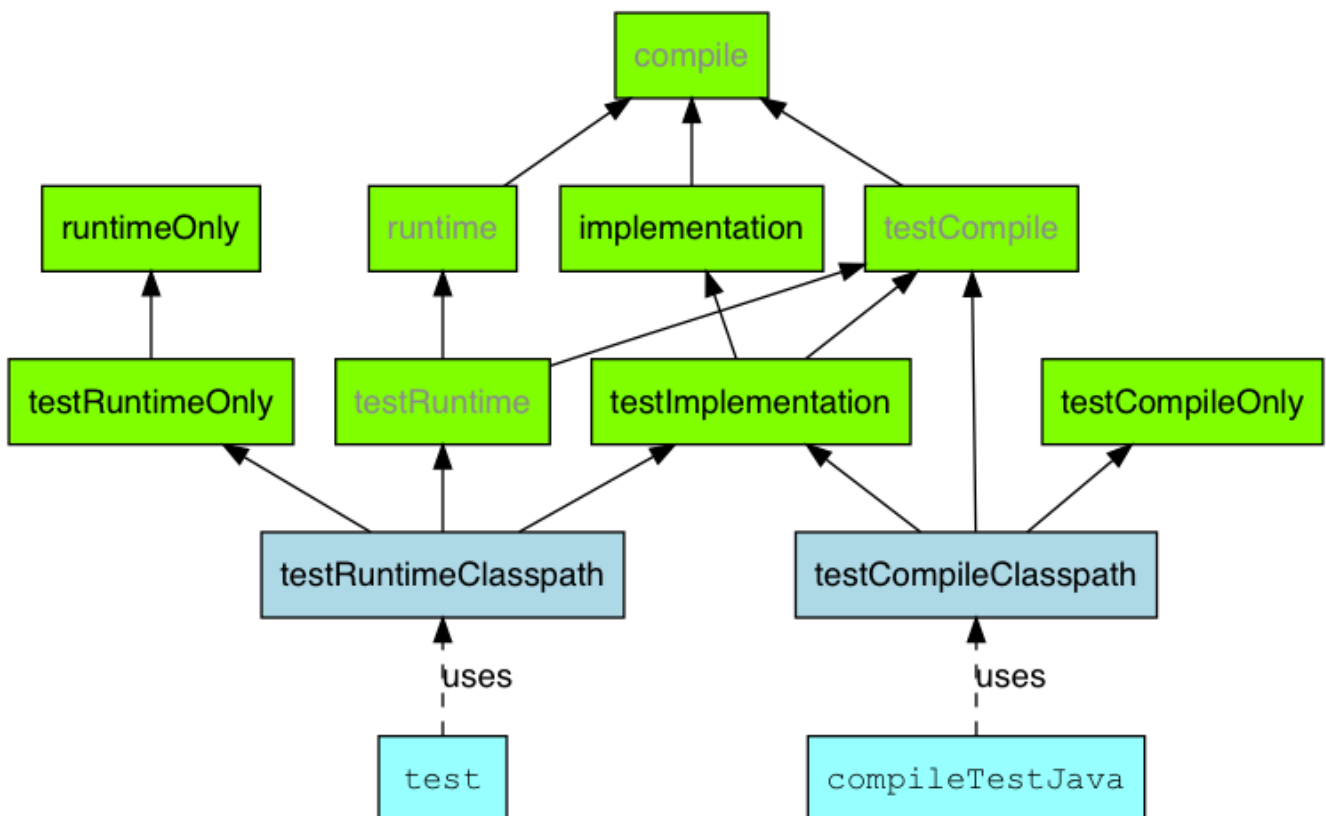 compile
runtimeOnly
runtime
implementation
testCompile
testRuntimeOnly
testRuntime
testImplementation
testCompileOnly
testRuntimeClasspath
testCompileClasspath
uses
uses
test
compileTestJava